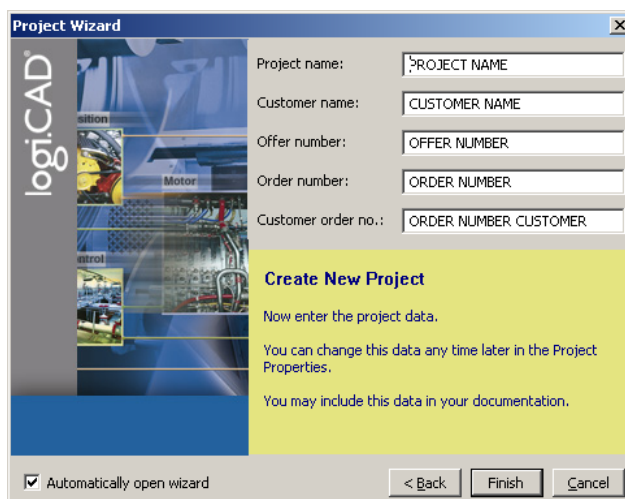 Project Wizard
logi.CAD®
sition
Motor
ntrol
Project name: PROJECT NAME
Customer name: CUSTOMER NAME
Offer number: OFFER NUMBER
Order number: ORDER NUMBER
Customer order no.: ORDER NUMBER CUSTOMER
Create New Project
Now enter the project data.
You can change this data any time later in the Project
Properties.
You may include this data in your documentation.
Automatically open wizard
< Back Finish Cancel